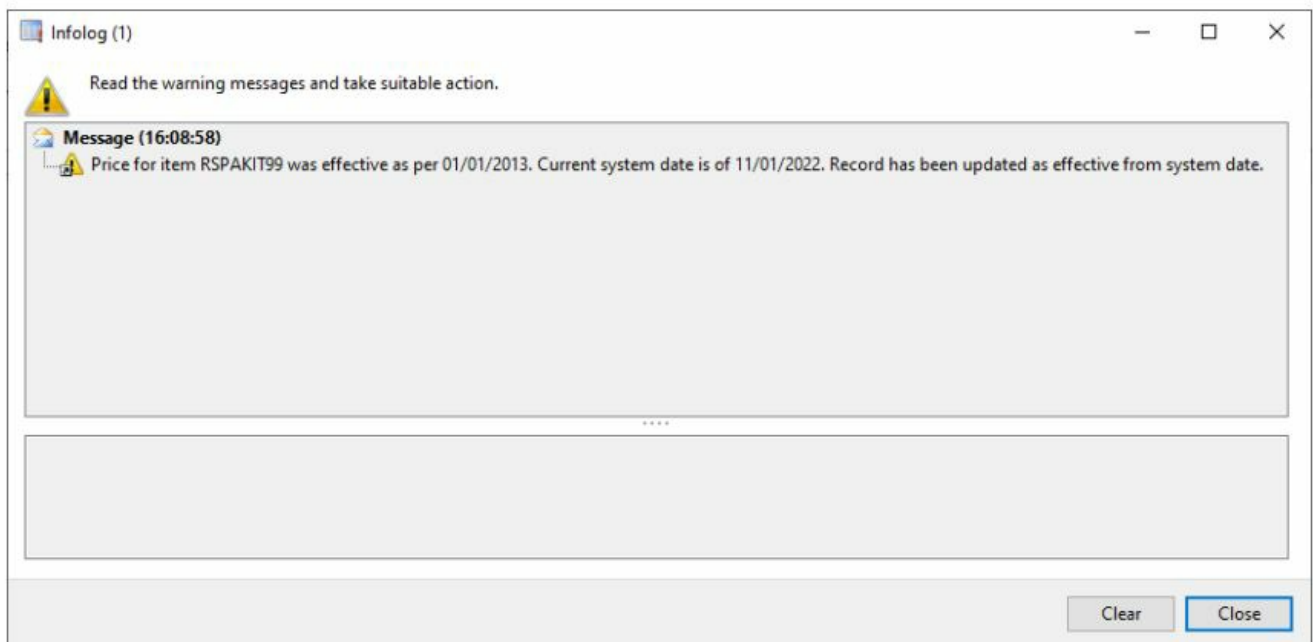 Infolog (1)
Read the warning messages and take suitable action.
Message (16:08:58)
Price for item RSPAKIT99 was effective as per 01/01/2013. Current system date is of 11/01/2022. Record has been updated as effective from system date.
Clear
Close